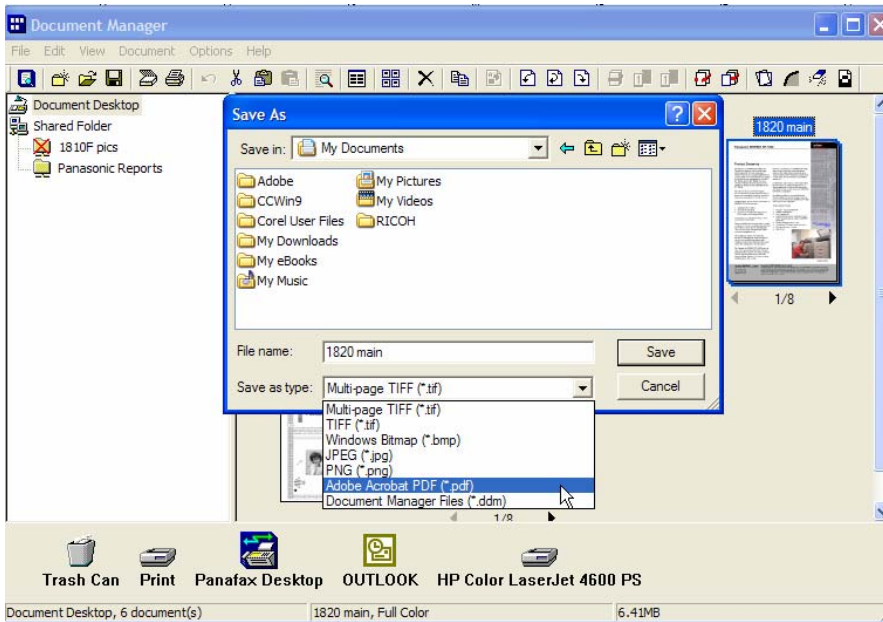 Document Manager
File Edit View Document Options Help
Document Desktop
Shared Folder
1810F pics
Panasonic Reports
Save As
Save in: My Documents
Adobe
CCWin9
Corel User Files
My Downloads
My eBooks
My Music
My Pictures
My Videos
RICOH
File name: 1820 main
Save
Save as type: Multi-page TIFF (*.tif)
Cancel
Multi-page TIFF (*.tif)
TIFF (*.tif)
Windows Bitmap (*.bmp)
JPEG (*.jpg)
PNG (*.png)
Adobe Acrobat PDF (*.pdf)
Document Manager Files (*.ddm)
1820 main
1/8
1/8
Trash Can Print Panafax Desktop OUTLOOK HP Color LaserJet 4600 PS
Document Desktop, 6 document(s) 1820 main, Full Color 6.41MB